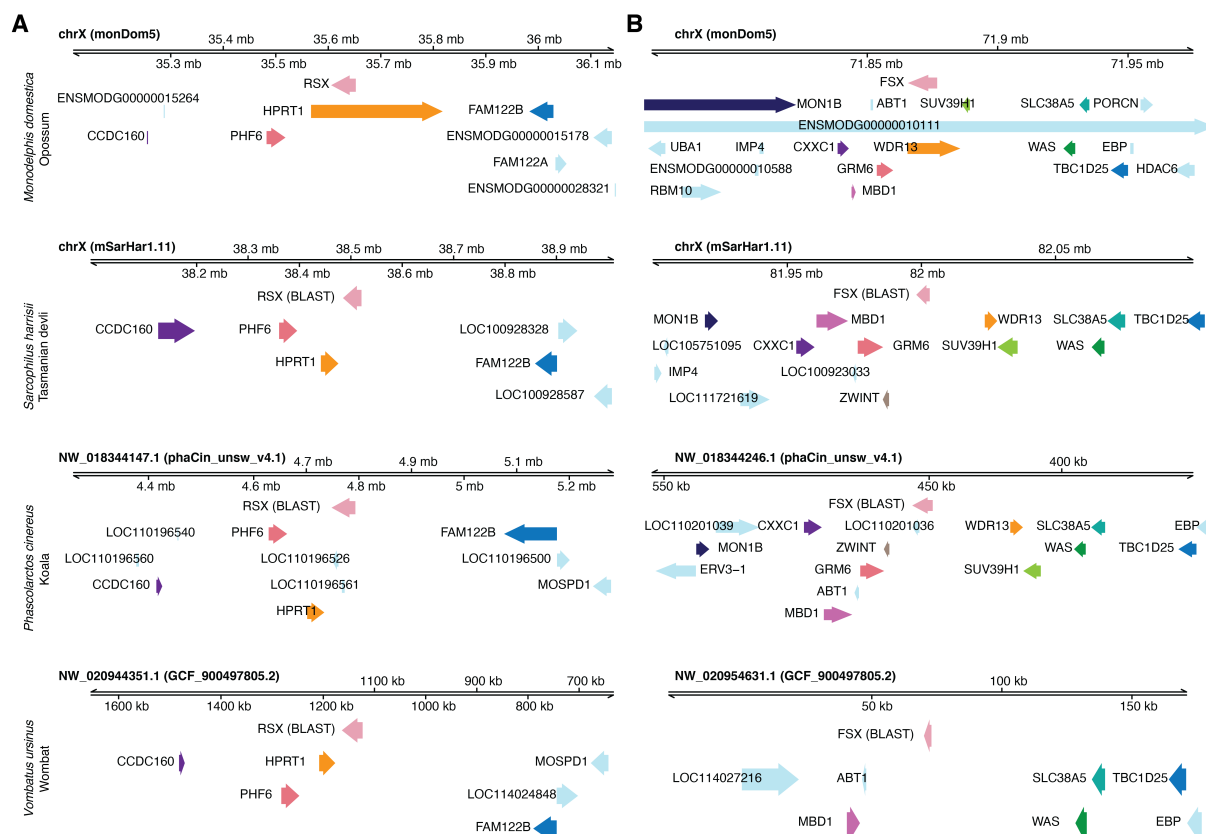 A
chrX (monDom5)
35.4 mb 35.6 mb 35.8 mb 36 mb
35.3 mb 35.5 mb 35.7 mb 35.9 mb 36.1 mb
Monodelphis domestica
Opossum
RSX
ENSMODG00000015264 HPRT1 FAM122B
CCDC160 PHF6 ENSMODG00000015178
FAM122A
ENSMODG00000028321
chrX (mSarHar1.11)
38.3 mb 38.5 mb 38.7 mb 38.9 mb
38.2 mb 38.4 mb 38.6 mb 38.8 mb
Sarcophilus harrisii
Tasmanian devli
RSX (BLAST)
CCDC160 PHF6 LOC100928328
HPRT1 FAM122B
LOC100928587
NW_018344147.1 (phaCin_unsw_v4.1)
4.7 mb 4.9 mb 5.1 mb
4.4 mb 4.6 mb 4.8 mb 5 mb 5.2 mb
Phascolarctos cinereus
Koala
RSX (BLAST)
LOC110196540 PHF6 FAM122B
LOC110196560 LOC110196526 LOC110196500
CCDC160 LOC110196561 MOSPD1
HPRT1
NW_020944351.1 (GCF_900497805.2)
1100 kb 900 kb 700 kb
1600 kb 1400 kb 1200 kb 1000 kb 800 kb
Vombatus ursinus
Wombat
RSX (BLAST)
CCDC160 HPRT1 MOSPD1
PHF6 LOC114024848
FAM122B
B
chrX (monDom5)
71.9 mb
71.85 mb 71.95 mb
FSX
MON1B ABT1 SUV39H1 SLC38A5 PORCN
ENSMODG00000010111
UBA1 IMP4 CXXC1 WDR13 WAS EBP
ENSMODG00000010588 GRM6 TBC1D25 HDAC6
RBM10 MBD1
chrX (mSarHar1.11)
82.05 mb
81.95 mb 82 mb
FSX (BLAST)
MON1B MBD1 WDR13 SLC38A5 TBC1D25
LOC105751095 CXXC1 GRM6 SUV39H1 WAS
IMP4 LOC100923033
LOC111721619 ZWINT
NW_018344246.1 (phaCin_unsw_v4.1)
400 kb
550 kb 450 kb
FSX (BLAST)
LOC110201039 CXXC1 LOC110201036 WDR13 SLC38A5 EBP
MON1B ZWINT WAS TBC1D25
ERV3−1 GRM6 SUV39H1
ABT1
MBD1
NW_020954631.1 (GCF_900497805.2)
100 kb
50 kb 150 kb
FSX (BLAST)
LOC114027216 ABT1 SLC38A5 TBC1D25
MBD1 WAS EBP